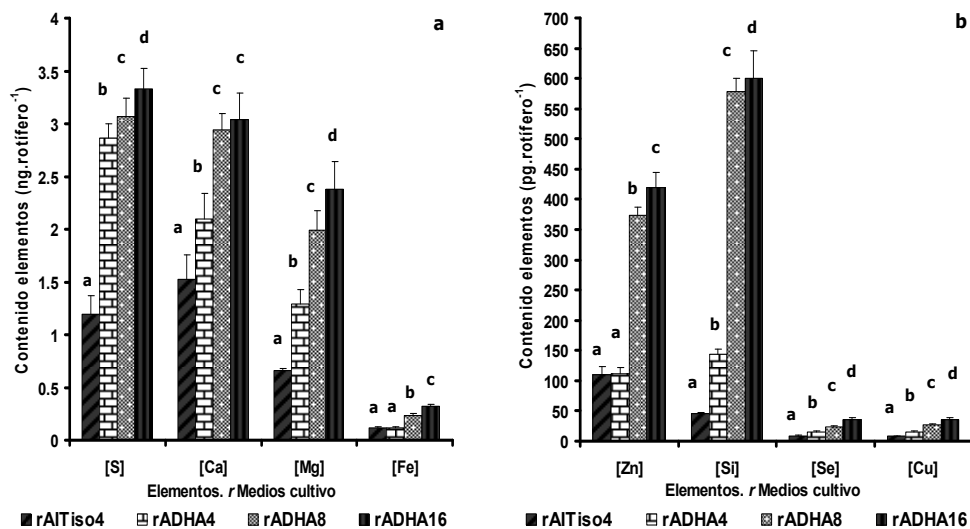 a
Contenido elementos (ng.rotífero-1)
4
3.5
3
2.5
2
1.5
1
0.5
0
a b c d
a b c c
a b c d
a a b c
[S] [Ca] [Mg] [Fe]
Elementos. r Medios cultivo
rAITiso4 rADHA4 rADHA8 rADHA16
b
Contenido elementos (pg.rotífero-1)
700
650
600
550
500
450
400
350
300
250
200
150
100
50
0
a a b c
a b c d
a b c d
a b c d
[Zn] [Si] [Se] [Cu]
Elementos. r Medios cultivo
rAITiso4 rADHA4 rADHA8 rADHA16